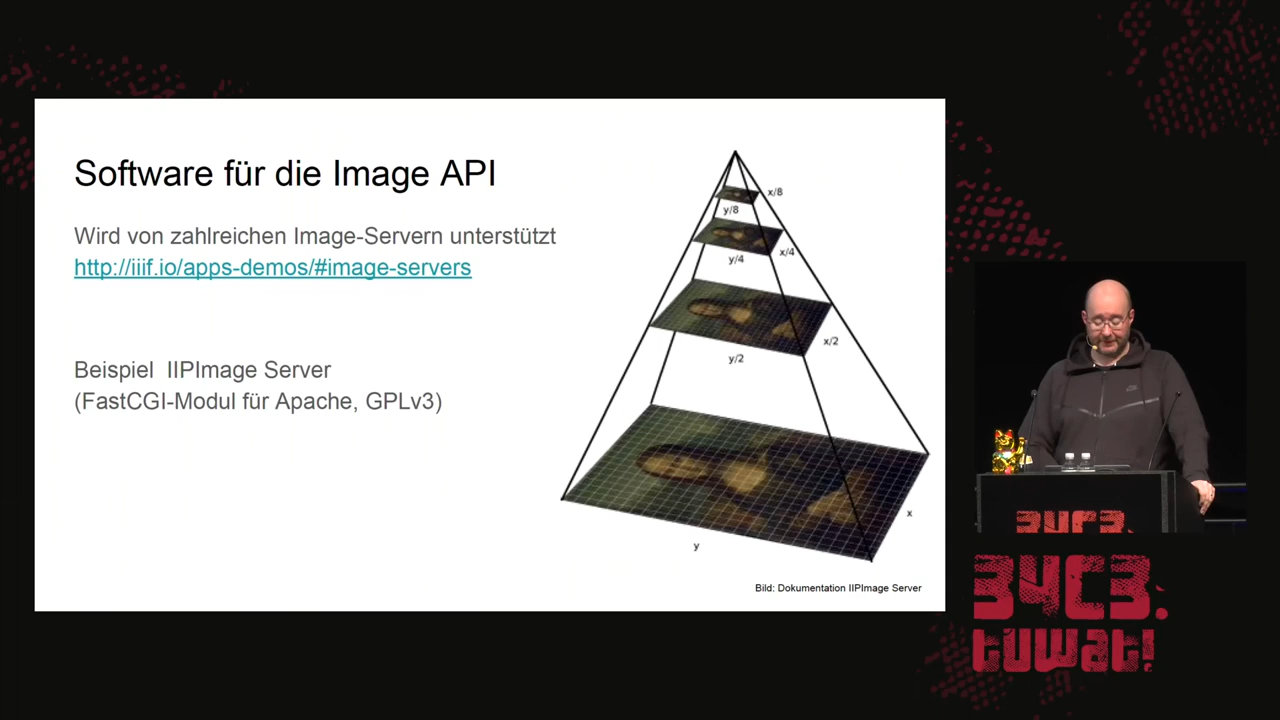 Software für die Image API
Wird von zahlreichen Image-Servern unterstützt
http://iiif.io/apps-demos/#image-servers
Beispiel IIPImage Server
(FastCGI-Modul für Apache, GPLv3)
x/8
y/8
x/4
y/4
x/2
y/2
x
y
Bild: Dokumentation IIPImage Server
34C3.
34C3.
tuwat!